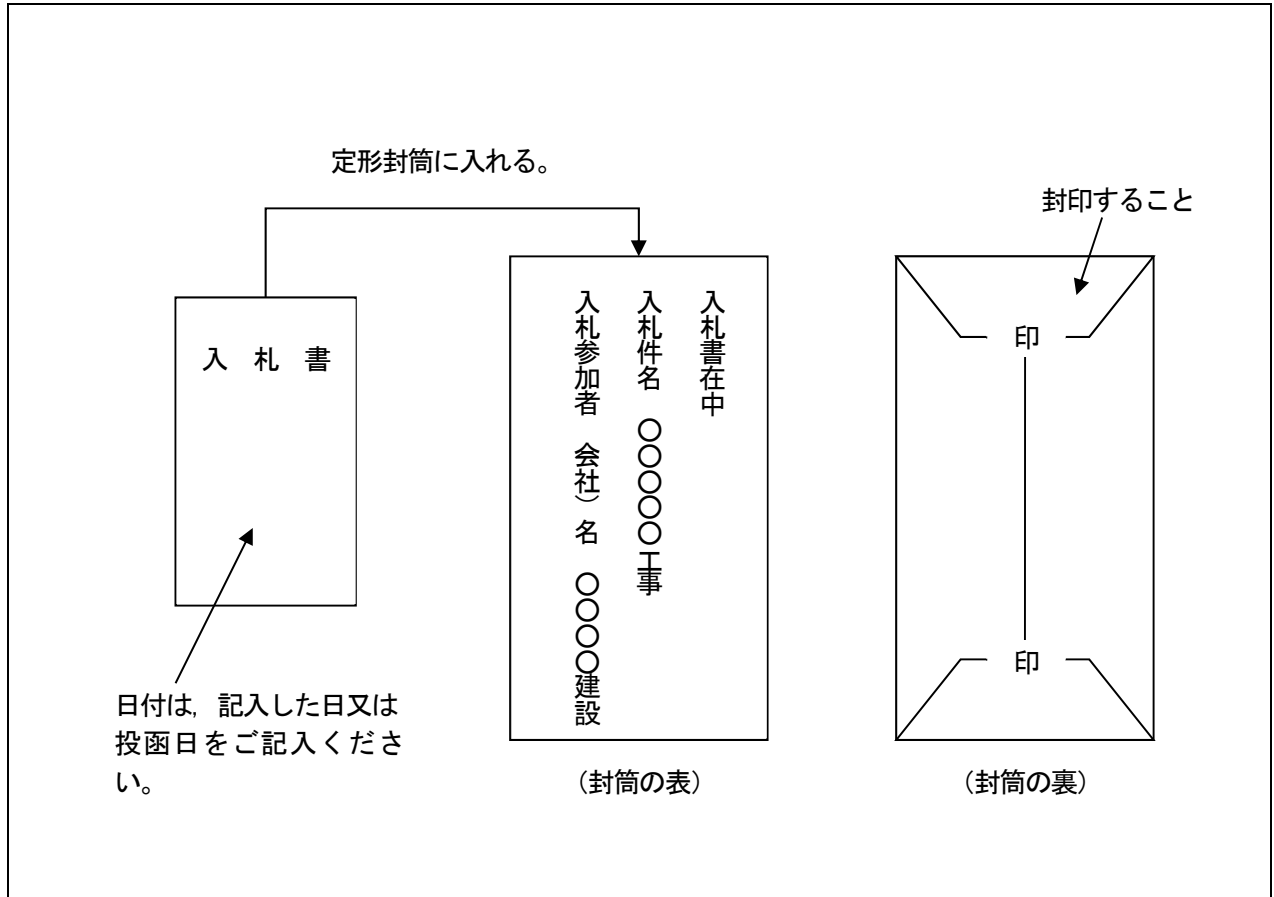 定形封筒に入れる。
封印すること
入 札 書
入札書在中
入札件名 〇〇〇〇〇工事
入札参加者 会社）名 〇〇〇〇建設
印
印
日付は，記入した日又は
投函日をご記入くださ
い。
（封筒の表）
（封筒の裏）